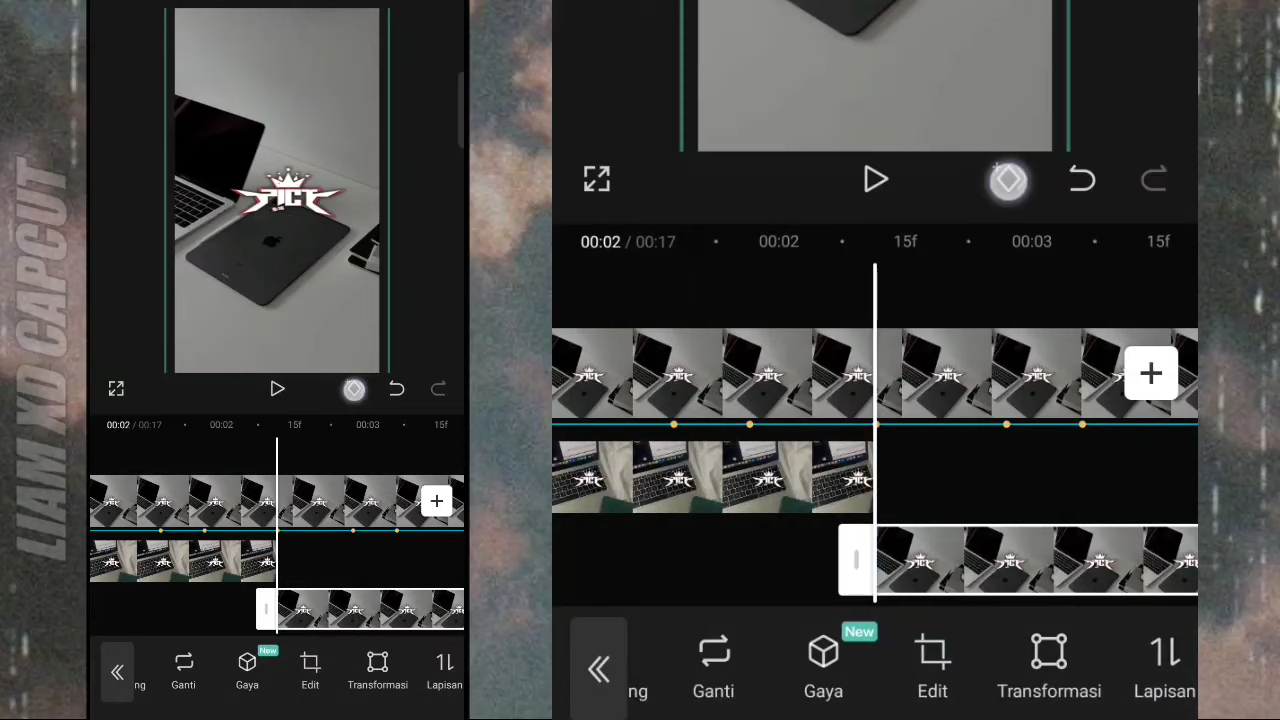 LIAM XD CAPCUT
00:02 / 00:17
00:02
15f
00:03
15f
ng
Ganti
Gaya
New
Edit
Transformasi
Lapisan
00:02 / 00:17
00:02
15f
00:03
15f
ng
Ganti
Gaya
New
Edit
Transformasi
Lapisan